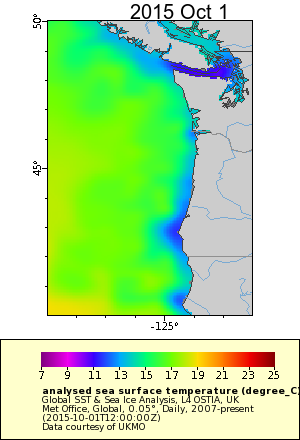 2015 Oct 1
50°
45°
-125°
7 9 11 13 15 17 19 21 23 25
analysed sea surface temperature (degree_C)
Global SST & Sea Ice Analysis, L4 OSTIA, UK
Met Office, Global, 0.05°, Daily, 2007-present
(2015-10-01T12:00:00Z)
Data courtesy of UKMO